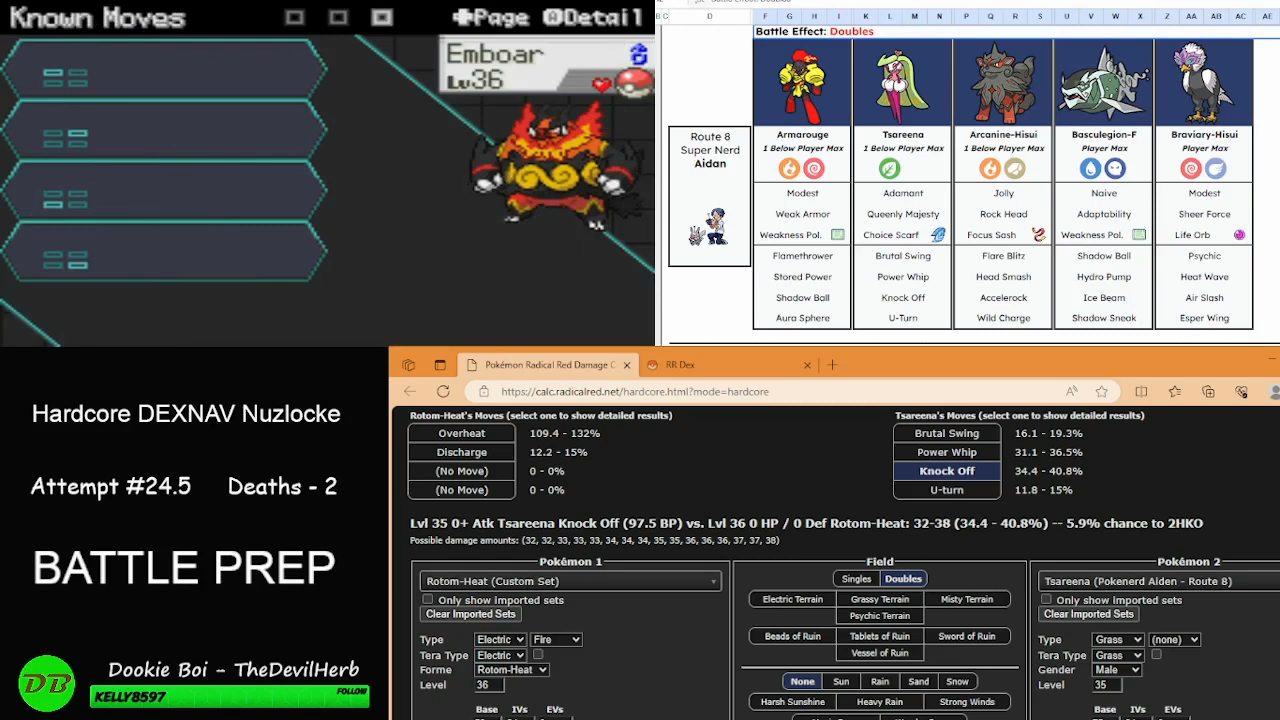 Known Moves
Page
Detail
Emboar
Lv36
D F G H I K L M N P Q R S U V W X Z AA AB AC AE
Battle Effect: Doubles
Route 8
Super Nerd
Aidan
Armarouge
1 Below Player Max
Modest
Weak Armor
Weakness Pol.
Flamethrower
Stored Power
Shadow Ball
Aura Sphere
Tsareena
1 Below Player Max
Adamant
Queenly Majesty
Choice Scarf
Brutal Swing
Power Whip
Knock Off
U-Turn
Arcanine-Hisui
1 Below Player Max
Jolly
Rock Head
Focus Sash
Flare Blitz
Head Smash
Accelerock
Wild Charge
Basculegion-F
Player Max
Naive
Adaptability
Weakness Pol.
Shadow Ball
Hydro Pump
Ice Beam
Shadow Sneak
Braviary-Hisui
Player Max
Modest
Sheer Force
Life Orb
Psychic
Heat Wave
Air Slash
Esper Wing
Hardcore DEXNAV Nuzlocke
Attempt #24.5 Deaths - 2
BATTLE PREP
Dookie Boi - TheDevilHerb
DB
KELLY8597
FOLLOW
Pokémon Radical Red Damage C
RR Dex
https://calc.radicalred.net/hardcore.html?mode=hardcore
Rotom-Heat's Moves (select one to show detailed results)
Overheat 109.4 - 132%
Discharge 12.2 - 15%
(No Move) 0 - 0%
(No Move) 0 - 0%
Tsareena's Moves (select one to show detailed results)
Brutal Swing 16.1 - 19.3%
Power Whip 31.1 - 36.5%
Knock Off 34.4 - 40.8%
U-turn 11.8 - 15%
Lvl 35 0+ Atk Tsareena Knock Off (97.5 BP) vs. Lvl 36 0 HP / 0 Def Rotom-Heat: 32-38 (34.4 - 40.8%) -- 5.9% chance to 2HKO
Possible damage amounts: (32, 32, 33, 33, 33, 34, 34, 34, 35, 35, 36, 36, 36, 37, 37, 38)
Pokémon 1
Rotom-Heat (Custom Set)
Only show imported sets
Clear Imported Sets
Type Electric Fire
Tera Type Electric
Forme Rotom-Heat
Level 36
Base IVs EVs
Field
Singles Doubles
Electric Terrain Grassy Terrain Misty Terrain
Psychic Terrain
Beads of Ruin Tablets of Ruin Sword of Ruin
Vessel of Ruin
None Sun Rain Sand Snow
Harsh Sunshine Heavy Rain Strong Winds
Pokémon 2
Tsareena (Pokenerd Aiden - Route 8)
Only show imported sets
Clear Imported Sets
Type Grass (none)
Tera Type Grass
Gender Male
Level 35
Base IVs EVs